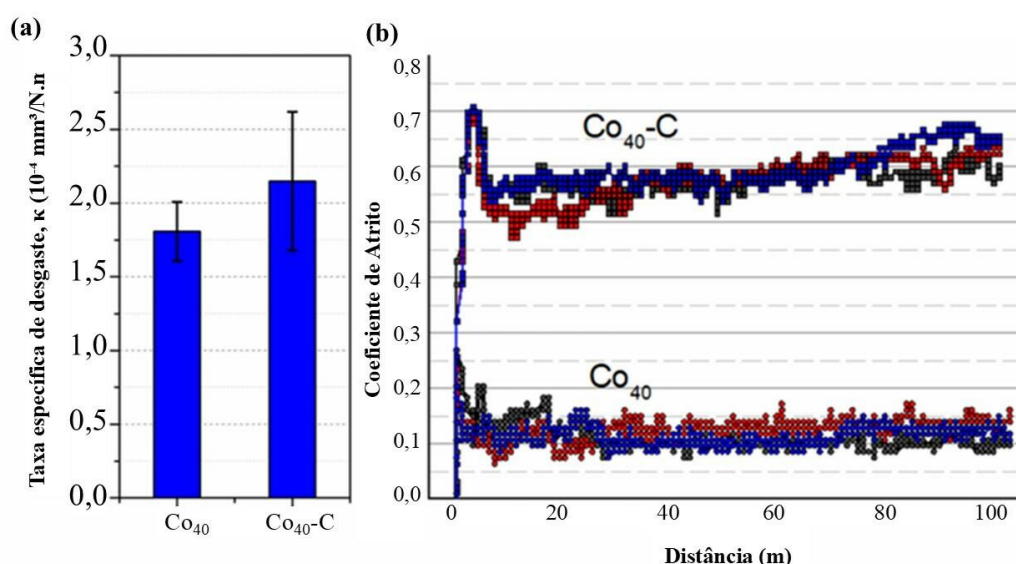 (a)
Taxa específica de desgaste, κ (10⁻⁴ mm³/N.n)
3,0
2,5
2,0
1,5
1,0
0,5
0,0
Co₄₀
Co₄₀-C
(b)
Coeficiente de Atrito
0,8
0,7
0,6
0,5
0,4
0,3
0,2
0,1
0,0
Co₄₀-C
Co₄₀
0
20
40
60
80
100
Distância (m)